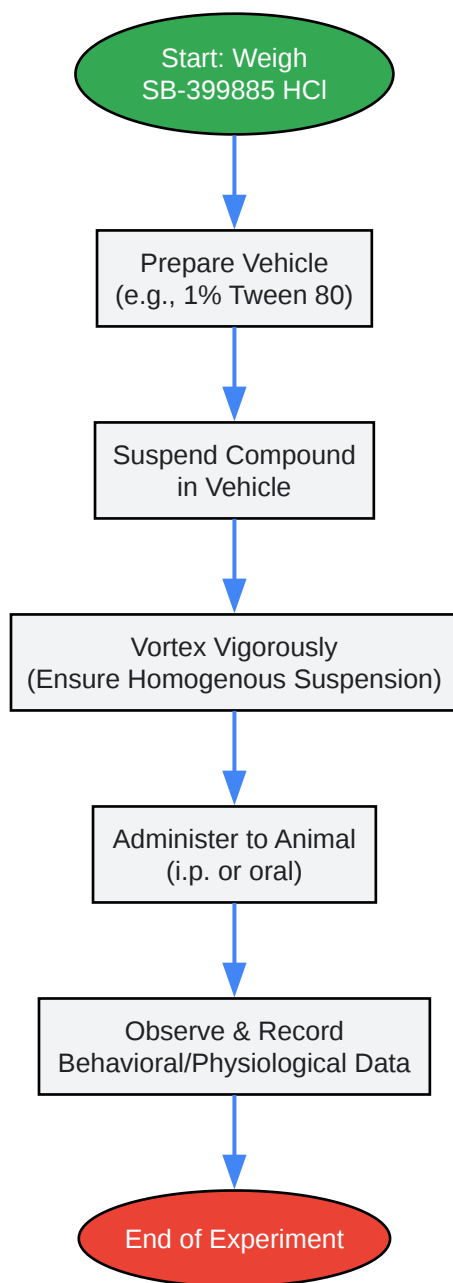 Start: Weigh
SB-399885 HCl
Prepare Vehicle
(e.g., 1% Tween 80)
Suspend Compound
in Vehicle
Vortex Vigorously
(Ensure Homogenous Suspension)
Administer to Animal
(i.p. or oral)
Observe & Record
Behavioral/Physiological Data
End of Experiment